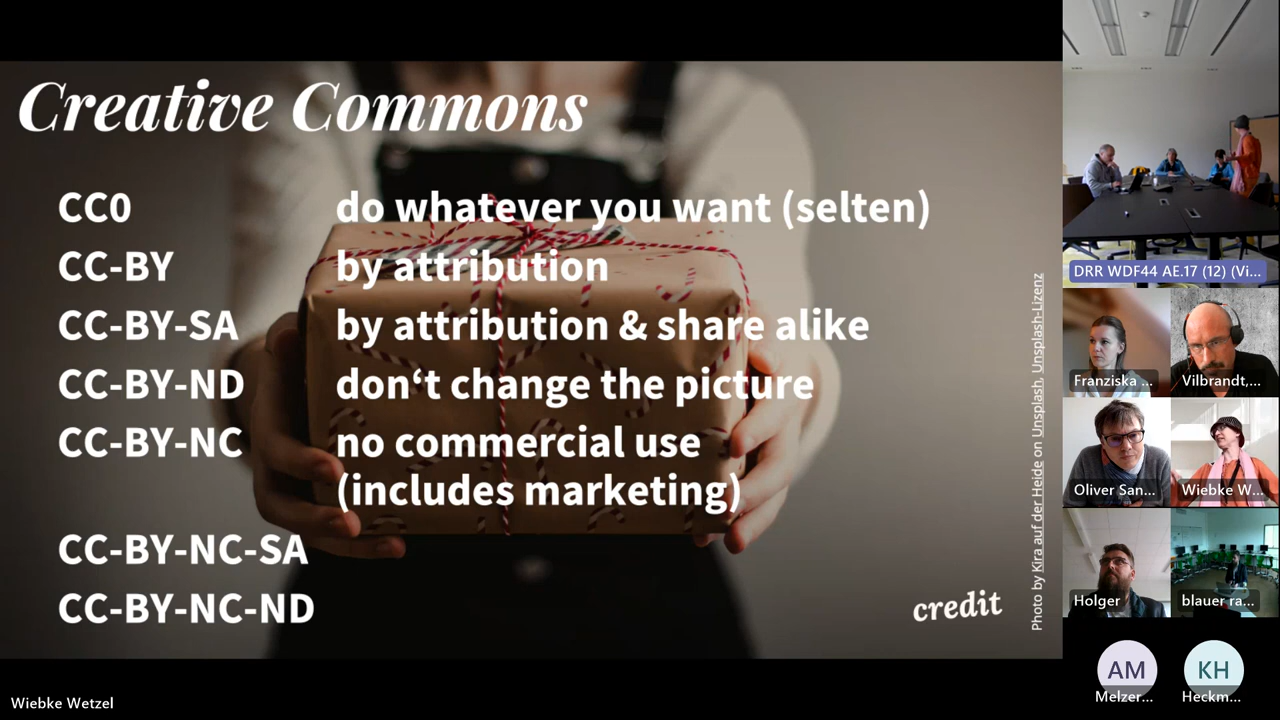 Creative Commons
CC0 do whatever you want (selten)
CC-BY by attribution
CC-BY-SA by attribution & share alike
CC-BY-ND don‘t change the picture
CC-BY-NC no commercial use
(includes marketing)
CC-BY-NC-SA
CC-BY-NC-ND
credit
Photo by Kira auf der Heide on Unsplash, Unsplash-Lizenz
Wiebke Wetzel
DRR WDF44 AE.17 (12) (Vi...
Franziska ...
Vilbrandt,...
Oliver San...
Wiebke W...
Holger
blauer ra...
AM
KH
Melzer...
Heckm...